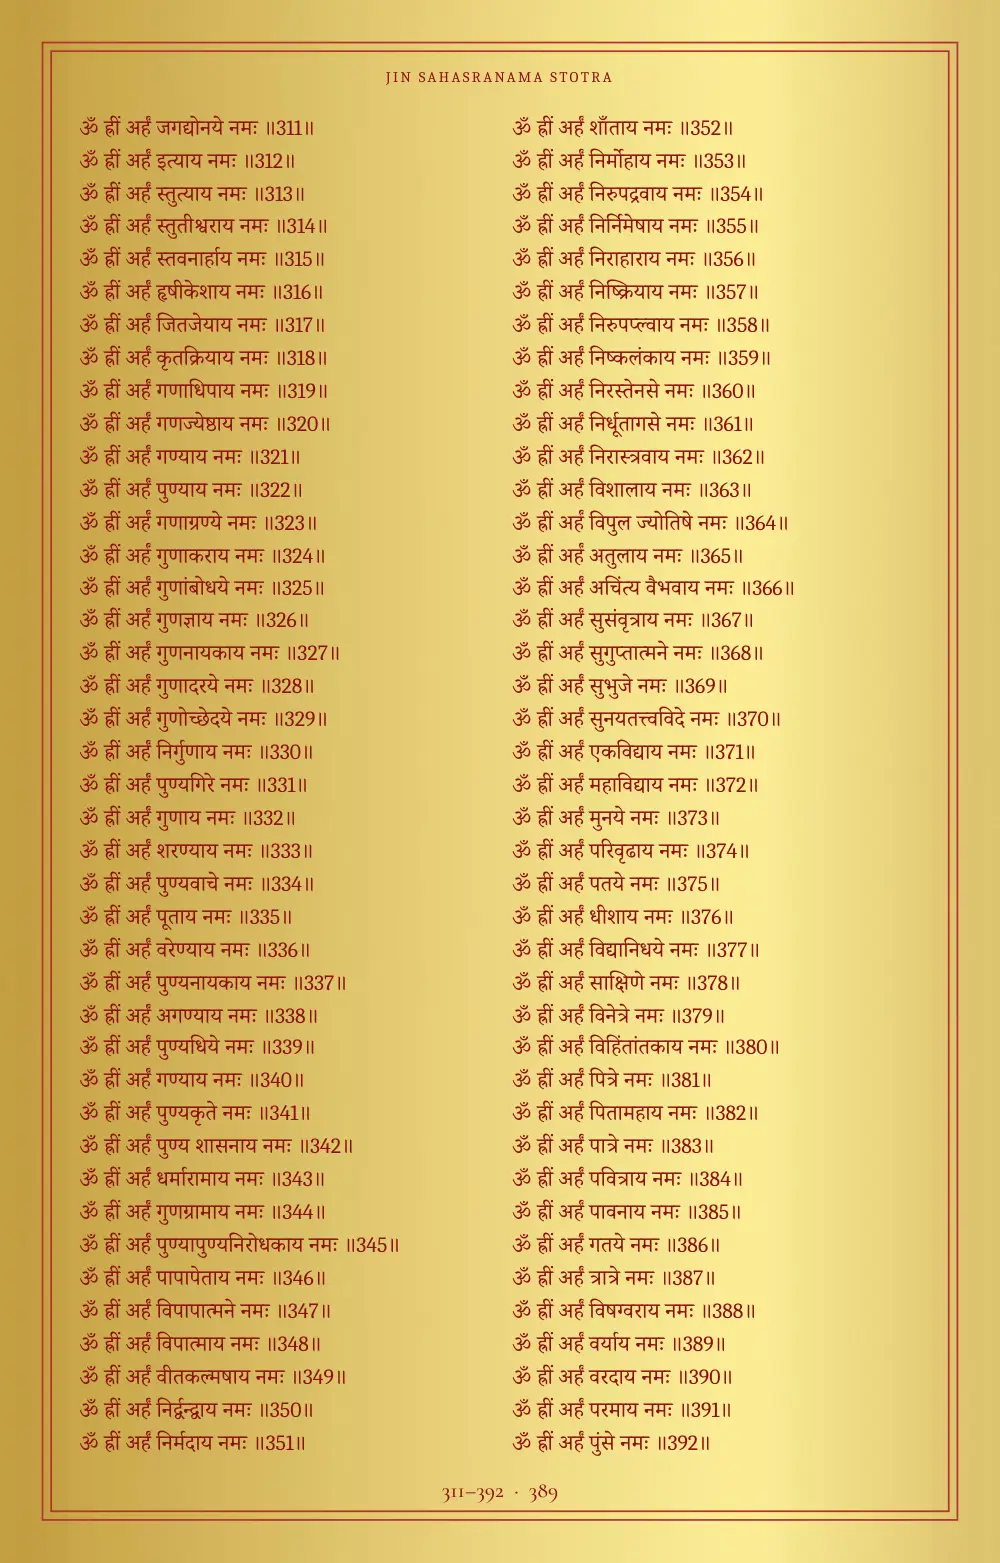 JIN SAHASRANAMA STOTRA
ॐ ह्रीं अर्हं जगद्योनये नमः ॥311॥
ॐ ह्रीं अर्हं इत्याय नमः ॥312॥
ॐ ह्रीं अर्हं स्तुत्याय नमः ॥313॥
ॐ ह्रीं अर्हं स्तुतीश्वराय नमः ॥314॥
ॐ ह्रीं अर्हं स्तवनार्हाय नमः ॥315॥
ॐ ह्रीं अर्हं हृषीकेशाय नमः ॥316॥
ॐ ह्रीं अर्हं जितजेयाय नमः ॥317॥
ॐ ह्रीं अर्हं कृतक्रियाय नमः ॥318॥
ॐ ह्रीं अर्हं गणाधिपाय नमः ॥319॥
ॐ ह्रीं अर्हं गणज्येष्ठाय नमः ॥320॥
ॐ ह्रीं अर्हं गण्याय नमः ॥321॥
ॐ ह्रीं अर्हं पुण्याय नमः ॥322॥
ॐ ह्रीं अर्हं गणाग्रण्ये नमः ॥323॥
ॐ ह्रीं अर्हं गुणाकराय नमः ॥324॥
ॐ ह्रीं अर्हं गुणांबोधये नमः ॥325॥
ॐ ह्रीं अर्हं गुणज्ञाय नमः ॥326॥
ॐ ह्रीं अर्हं गुणनायकाय नमः ॥327॥
ॐ ह्रीं अर्हं गुणादरये नमः ॥328॥
ॐ ह्रीं अर्हं गुणोच्छेदये नमः ॥329॥
ॐ ह्रीं अर्हं निर्गुणाय नमः ॥330॥
ॐ ह्रीं अर्हं पुण्यगिरे नमः ॥331॥
ॐ ह्रीं अर्हं गुणाय नमः ॥332॥
ॐ ह्रीं अर्हं शरण्याय नमः ॥333॥
ॐ ह्रीं अर्हं पुण्यवाचे नमः ॥334॥
ॐ ह्रीं अर्हं पूताय नमः ॥335॥
ॐ ह्रीं अर्हं वरेण्याय नमः ॥336॥
ॐ ह्रीं अर्हं पुण्यनायकाय नमः ॥337॥
ॐ ह्रीं अर्हं अगण्याय नमः ॥338॥
ॐ ह्रीं अर्हं पुण्यधिये नमः ॥339॥
ॐ ह्रीं अर्हं गण्याय नमः ॥340॥
ॐ ह्रीं अर्हं पुण्यकृते नमः ॥341॥
ॐ ह्रीं अर्हं पुण्य शासनाय नमः ॥342॥
ॐ ह्रीं अर्हं धर्मारामाय नमः ॥343॥
ॐ ह्रीं अर्हं गुणग्रामाय नमः ॥344॥
ॐ ह्रीं अर्हं पुण्यापुण्यनिरोधकाय नमः ॥345॥
ॐ ह्रीं अर्हं पापापेताय नमः ॥346॥
ॐ ह्रीं अर्हं विपापात्मने नमः ॥347॥
ॐ ह्रीं अर्हं विपात्माय नमः ॥348॥
ॐ ह्रीं अर्हं वीतकल्मषाय नमः ॥349॥
ॐ ह्रीं अर्हं निर्द्वन्द्वाय नमः ॥350॥
ॐ ह्रीं अर्हं निर्मदाय नमः ॥351॥
ॐ ह्रीं अर्हं शाँताय नमः ॥352॥
ॐ ह्रीं अर्हं निर्मोहाय नमः ॥353॥
ॐ ह्रीं अर्हं निरुपद्रवाय नमः ॥354॥
ॐ ह्रीं अर्हं निर्निमेषाय नमः ॥355॥
ॐ ह्रीं अर्हं निराहाराय नमः ॥356॥
ॐ ह्रीं अर्हं निष्क्रियाय नमः ॥357॥
ॐ ह्रीं अर्हं निरुपप्ल्वाय नमः ॥358॥
ॐ ह्रीं अर्हं निष्कलंकाय नमः ॥359॥
ॐ ह्रीं अर्हं निरस्तेनसे नमः ॥360॥
ॐ ह्रीं अर्हं निर्धूतागसे नमः ॥361॥
ॐ ह्रीं अर्हं निरास्त्रवाय नमः ॥362॥
ॐ ह्रीं अर्हं विशालाय नमः ॥363॥
ॐ ह्रीं अर्हं विपुल ज्योतिषे नमः ॥364॥
ॐ ह्रीं अर्हं अतुलाय नमः ॥365॥
ॐ ह्रीं अर्हं अचिंत्य वैभवाय नमः ॥366॥
ॐ ह्रीं अर्हं सुसंवृत्राय नमः ॥367॥
ॐ ह्रीं अर्हं सुगुप्तात्मने नमः ॥368॥
ॐ ह्रीं अर्हं सुभुजे नमः ॥369॥
ॐ ह्रीं अर्हं सुनयतत्त्वविदे नमः ॥370॥
ॐ ह्रीं अर्हं एकविद्याय नमः ॥371॥
ॐ ह्रीं अर्हं महाविद्याय नमः ॥372॥
ॐ ह्रीं अर्हं मुनये नमः ॥373॥
ॐ ह्रीं अर्हं परिवृढाय नमः ॥374॥
ॐ ह्रीं अर्हं पतये नमः ॥375॥
ॐ ह्रीं अर्हं धीशाय नमः ॥376॥
ॐ ह्रीं अर्हं विद्यानिधये नमः ॥377॥
ॐ ह्रीं अर्हं साक्षिणे नमः ॥378॥
ॐ ह्रीं अर्हं विनेत्रे नमः ॥379॥
ॐ ह्रीं अर्हं विहिंतांतकाय नमः ॥380॥
ॐ ह्रीं अर्हं पित्रे नमः ॥381॥
ॐ ह्रीं अर्हं पितामहाय नमः ॥382॥
ॐ ह्रीं अर्हं पात्रे नमः ॥383॥
ॐ ह्रीं अर्हं पवित्राय नमः ॥384॥
ॐ ह्रीं अर्हं पावनाय नमः ॥385॥
ॐ ह्रीं अर्हं गतये नमः ॥386॥
ॐ ह्रीं अर्हं त्रात्रे नमः ॥387॥
ॐ ह्रीं अर्हं विषग्वराय नमः ॥388॥
ॐ ह्रीं अर्हं वर्याय नमः ॥389॥
ॐ ह्रीं अर्हं वरदाय नमः ॥390॥
ॐ ह्रीं अर्हं परमाय नमः ॥391॥
ॐ ह्रीं अर्हं पुंसे नमः ॥392॥
311–392 · 389